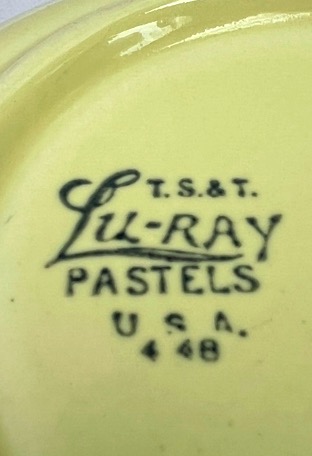 T.S.&T.
Lu-RAY
PASTELS
U.S.A.
4 48